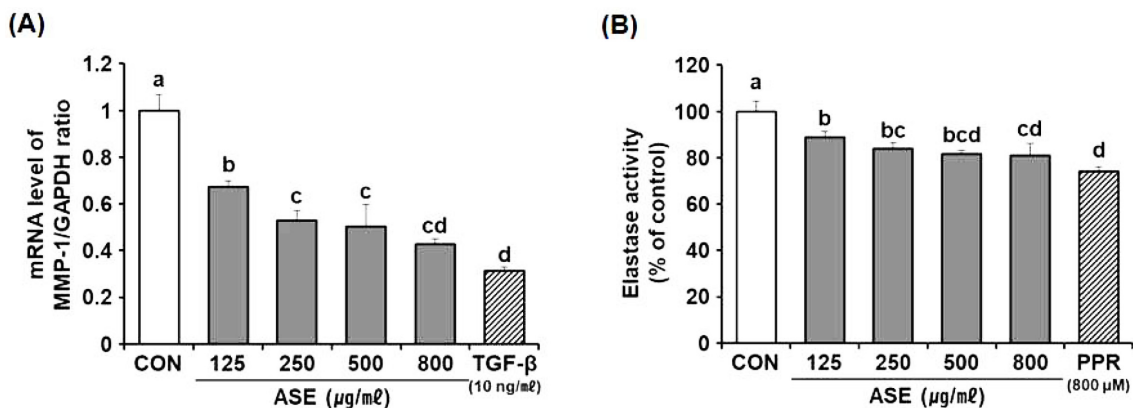 (A)
mRNA level of
MMP-1/GAPDH ratio
1.2
1
0.8
0.6
0.4
0.2
0
a
b
c
c
cd
d
CON
125
250
500
800
TGF-β
(10 ng/㎖)
ASE (μg/㎖)
(B)
Elastase activity
(% of control)
120
100
80
60
40
20
0
a
b
bc
bcd
cd
d
CON
125
250
500
800
PPR
(800 μM)
ASE (μg/㎖)